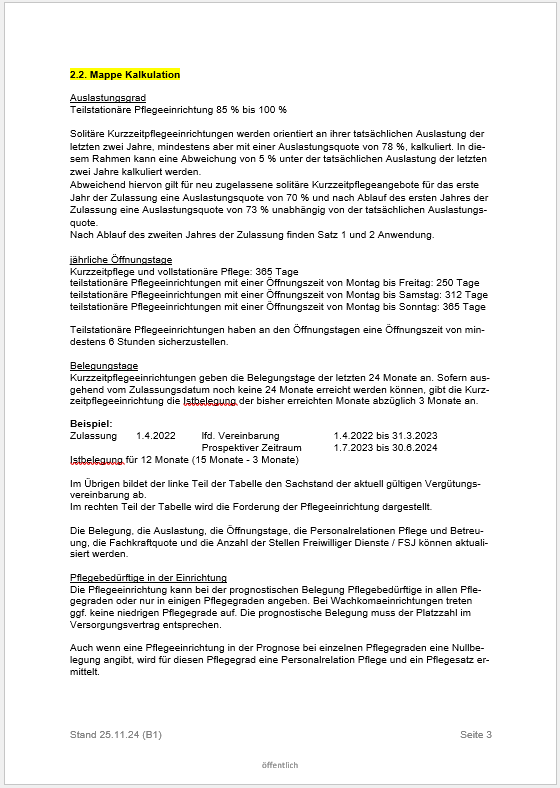 2.2. Mappe Kalkulation
Auslastungsgrad
Teilstationäre Pflegeeinrichtung 85 % bis 100 %
Solitäre Kurzzeitpflegeeinrichtungen werden orientiert an ihrer tatsächlichen Auslastung der
letzten zwei Jahre, mindestens aber mit einer Auslastungsquote von 78 %, kalkuliert. In die-
sem Rahmen kann eine Abweichung von 5 % unter der tatsächlichen Auslastung der letzten
zwei Jahre kalkuliert werden.
Abweichend hiervon gilt für neu zugelassene solitäre Kurzzeitpflegeangebote für das erste
Jahr der Zulassung eine Auslastungsquote von 70 % und nach Ablauf des ersten Jahres der
Zulassung eine Auslastungsquote von 73 % unabhängig von der tatsächlichen Auslastungs-
quote.
Nach Ablauf des zweiten Jahres der Zulassung finden Satz 1 und 2 Anwendung.
jährliche Öffnungstage
Kurzzeitpflege und vollstationäre Pflege: 365 Tage
teilstationäre Pflegeeinrichtungen mit einer Öffnungszeit von Montag bis Freitag: 250 Tage
teilstationäre Pflegeeinrichtungen mit einer Öffnungszeit von Montag bis Samstag: 312 Tage
teilstationäre Pflegeeinrichtungen mit einer Öffnungszeit von Montag bis Sonntag: 365 Tage
Teilstationäre Pflegeeinrichtungen haben an den Öffnungstagen eine Öffnungszeit von min-
destens 6 Stunden sicherzustellen.
Belegungstage
Kurzzeitpflegeeinrichtungen geben die Belegungstage der letzten 24 Monate an. Sofern aus-
gehend vom Zulassungsdatum noch keine 24 Monate erreicht werden können, gibt die Kurz-
zeitpflegeeinrichtung die Istbelegung der bisher erreichten Monate abzüglich 3 Monate an.
Beispiel:
Zulassung 1.4.2022 lfd. Vereinbarung 1.4.2022 bis 31.3.2023
Prospektiver Zeitraum 1.7.2023 bis 30.6.2024
Istbelegung für 12 Monate (15 Monate - 3 Monate)
Im Übrigen bildet der linke Teil der Tabelle den Sachstand der aktuell gültigen Vergütungs-
vereinbarung ab.
Im rechten Teil der Tabelle wird die Forderung der Pflegeeinrichtung dargestellt.
Die Belegung, die Auslastung, die Öffnungstage, die Personalrelationen Pflege und Betreu-
ung, die Fachkraftquote und die Anzahl der Stellen Freiwilliger Dienste / FSJ können aktuali-
siert werden.
Pflegebedürftige in der Einrichtung
Die Pflegeeinrichtung kann bei der prognostischen Belegung Pflegebedürftige in allen Pfle-
gegraden oder nur in einigen Pflegegraden angeben. Bei Wachkomaeinrichtungen treten
ggf. keine niedrigen Pflegegrade auf. Die prognostische Belegung muss der Platzzahl im
Versorgungsvertrag entsprechen.
Auch wenn eine Pflegeeinrichtung in der Prognose bei einzelnen Pflegegraden eine Nullbe-
legung angibt, wird für diesen Pflegegrad eine Personalrelation Pflege und ein Pflegesatz er-
mittelt.
Stand 25.11.24 (B1) Seite 3
öffentlich